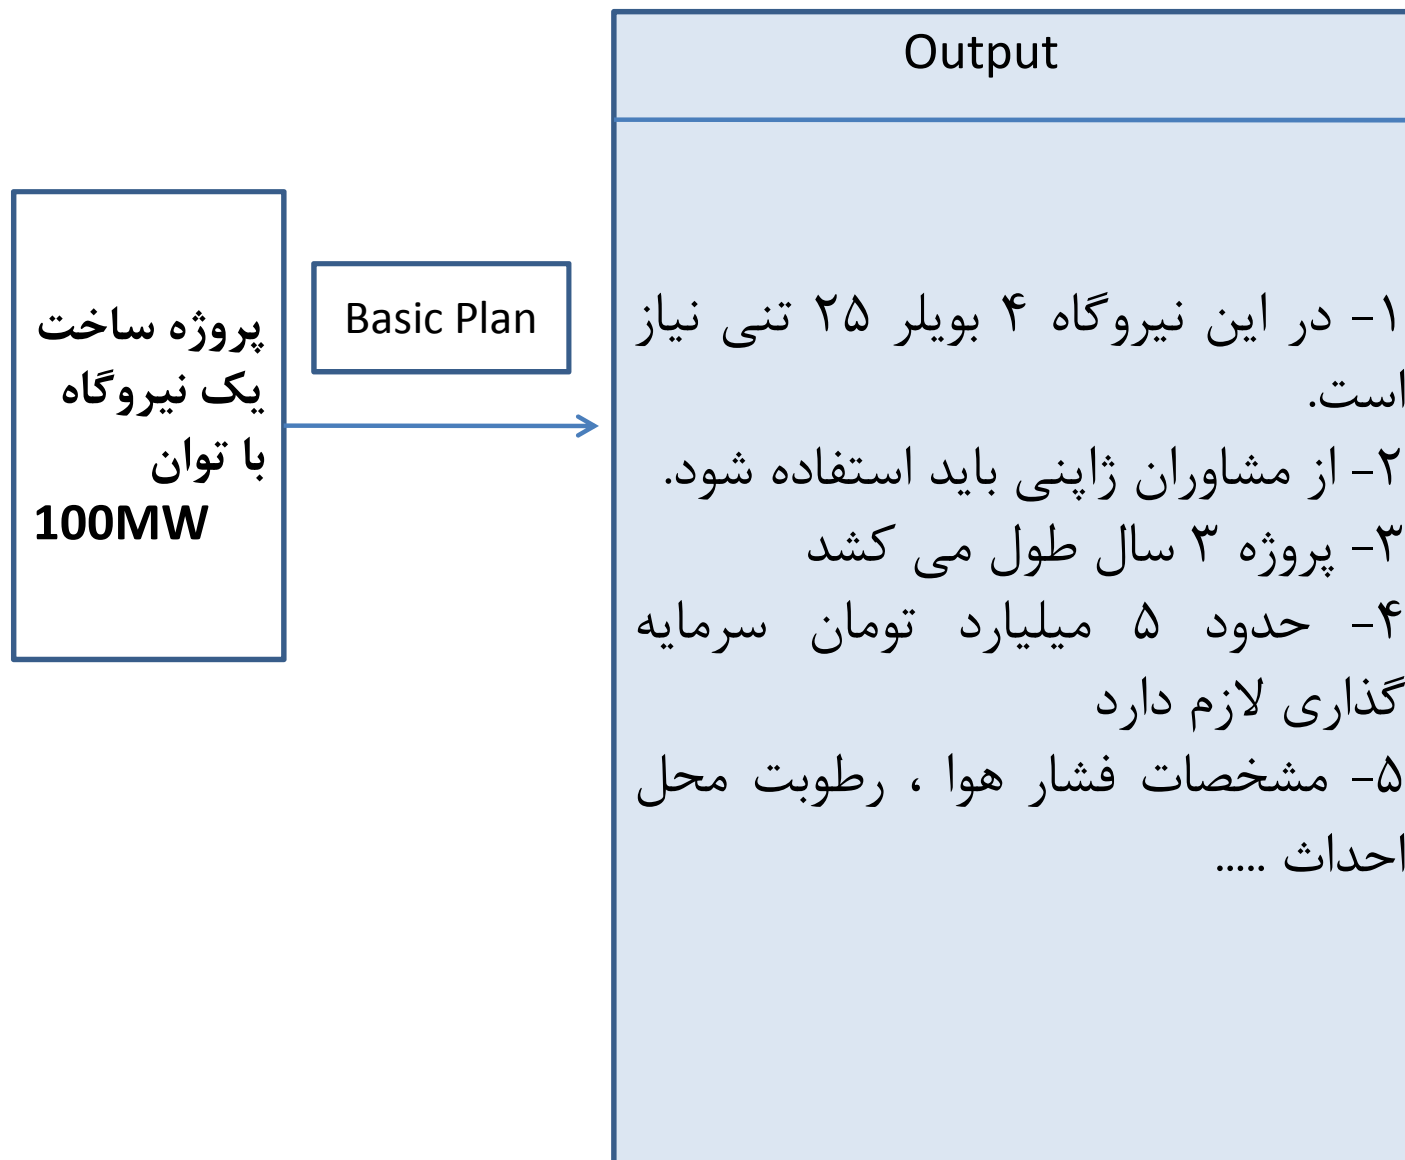 Output
پروژه ساخت
یک نیروگاه
با توان
100MW
Basic Plan
۱- در این نیروگاه ۴ بویلر ۲۵ تنی نیاز
است.
۲- از مشاوران ژاپنی باید استفاده شود.
۳- پروژه ۳ سال طول می کشد
۴- حدود ۵ میلیارد تومان سرمایه
گذاری لازم دارد
۵- مشخصات فشار هوا ، رطوبت محل
احداث .....